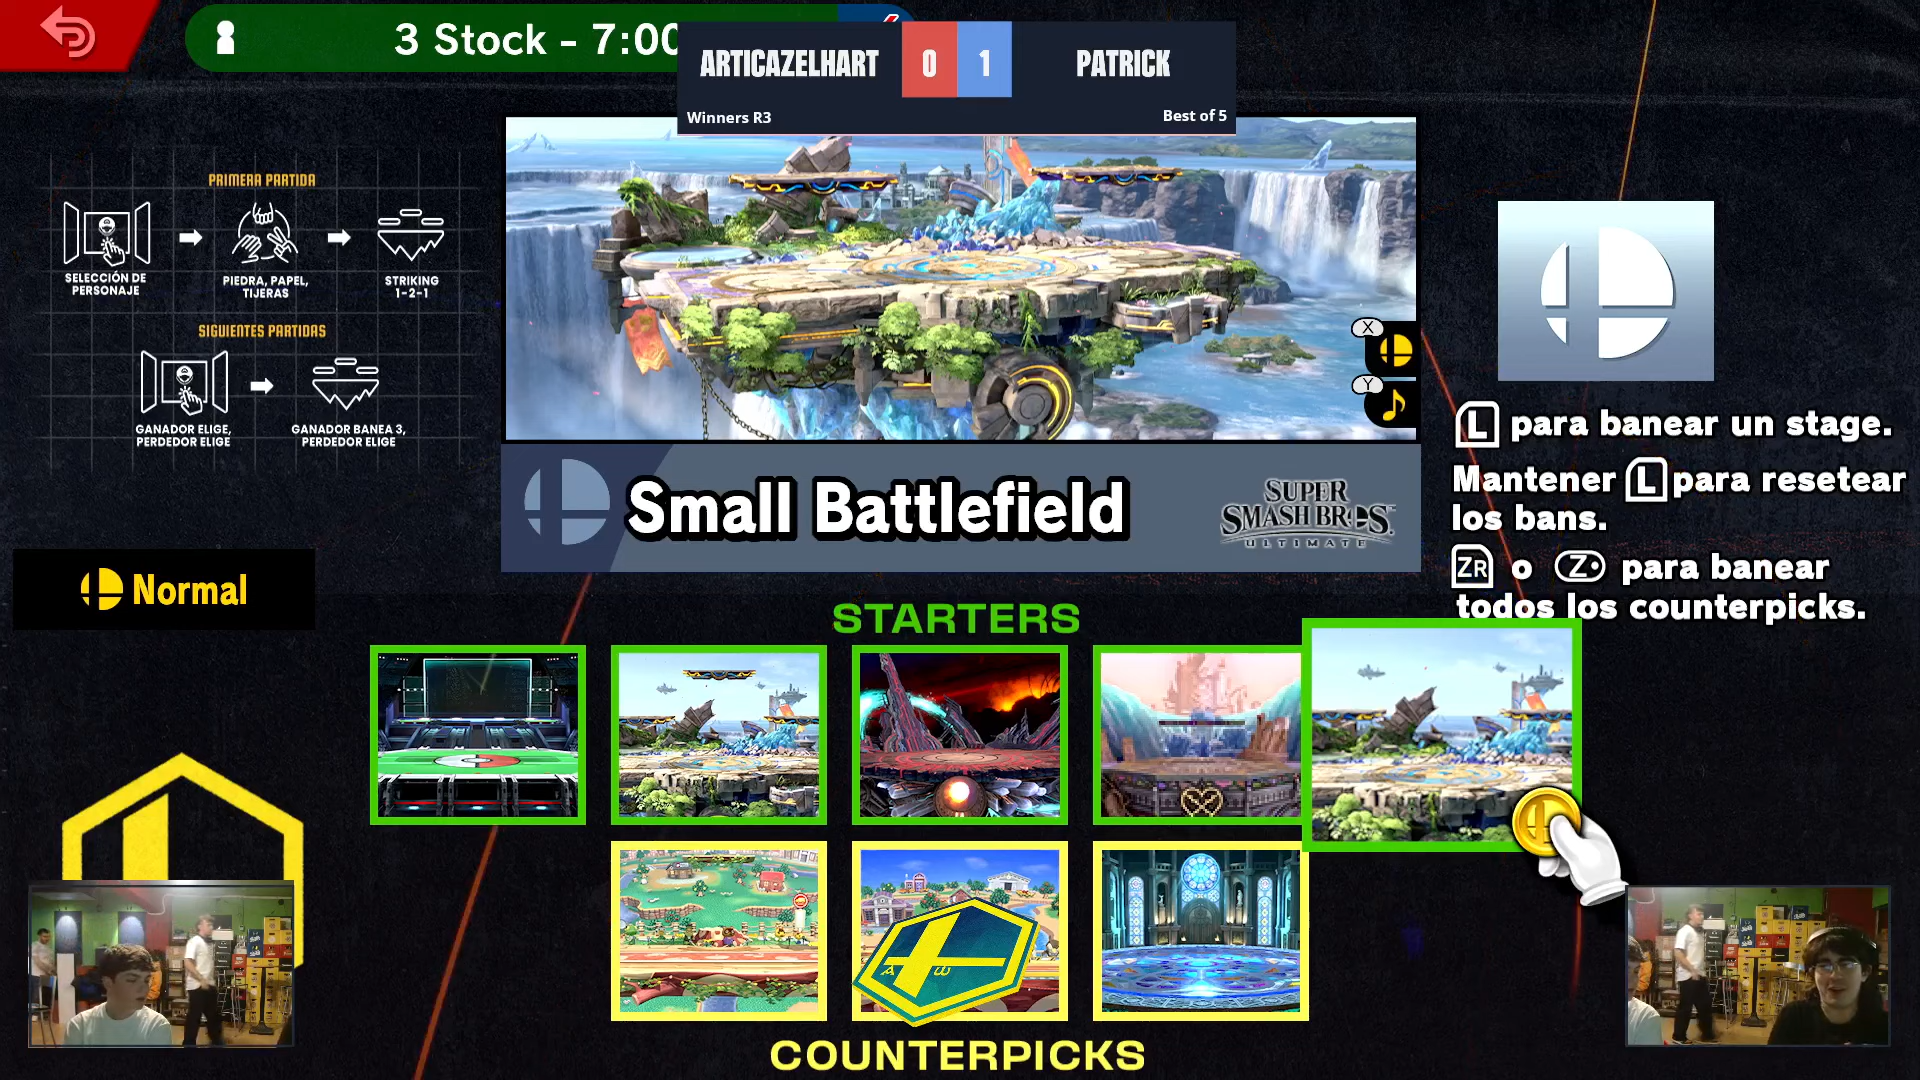 3 Stock - 7:00
ARTICAZELHART 0 1 PATRICK
Winners R3 Best of 5
PRIMERA PARTIDA
SELECCIÓN DE
PERSONAJE
PIEDRA, PAPEL,
TIJERAS
STRIKING
1-2-1
SIGUIENTES PARTIDAS
GANADOR ELIGE,
PERDEDOR ELIGE
GANADOR BANEA 3,
PERDEDOR ELIGE
X
Y
Small Battlefield
SUPER
SMASH BROS.
ULTIMATE
L para banear un stage.
Mantener L para resetear
los bans.
ZR o Z para banear
todos los counterpicks.
Normal
STARTERS
A W
COUNTERPICKS